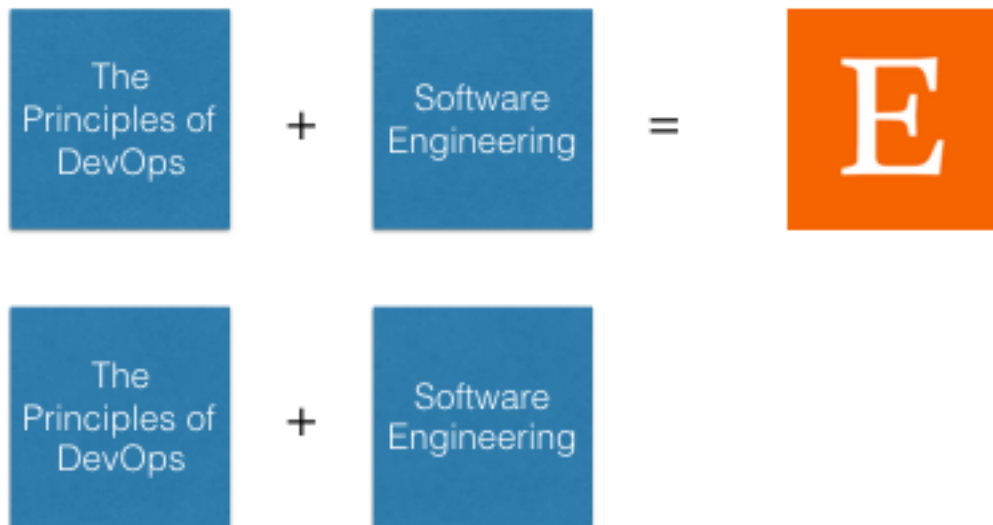 The
Principles of
DevOps
+
Software
Engineering
=
E
The
Principles of
DevOps
+
Software
Engineering